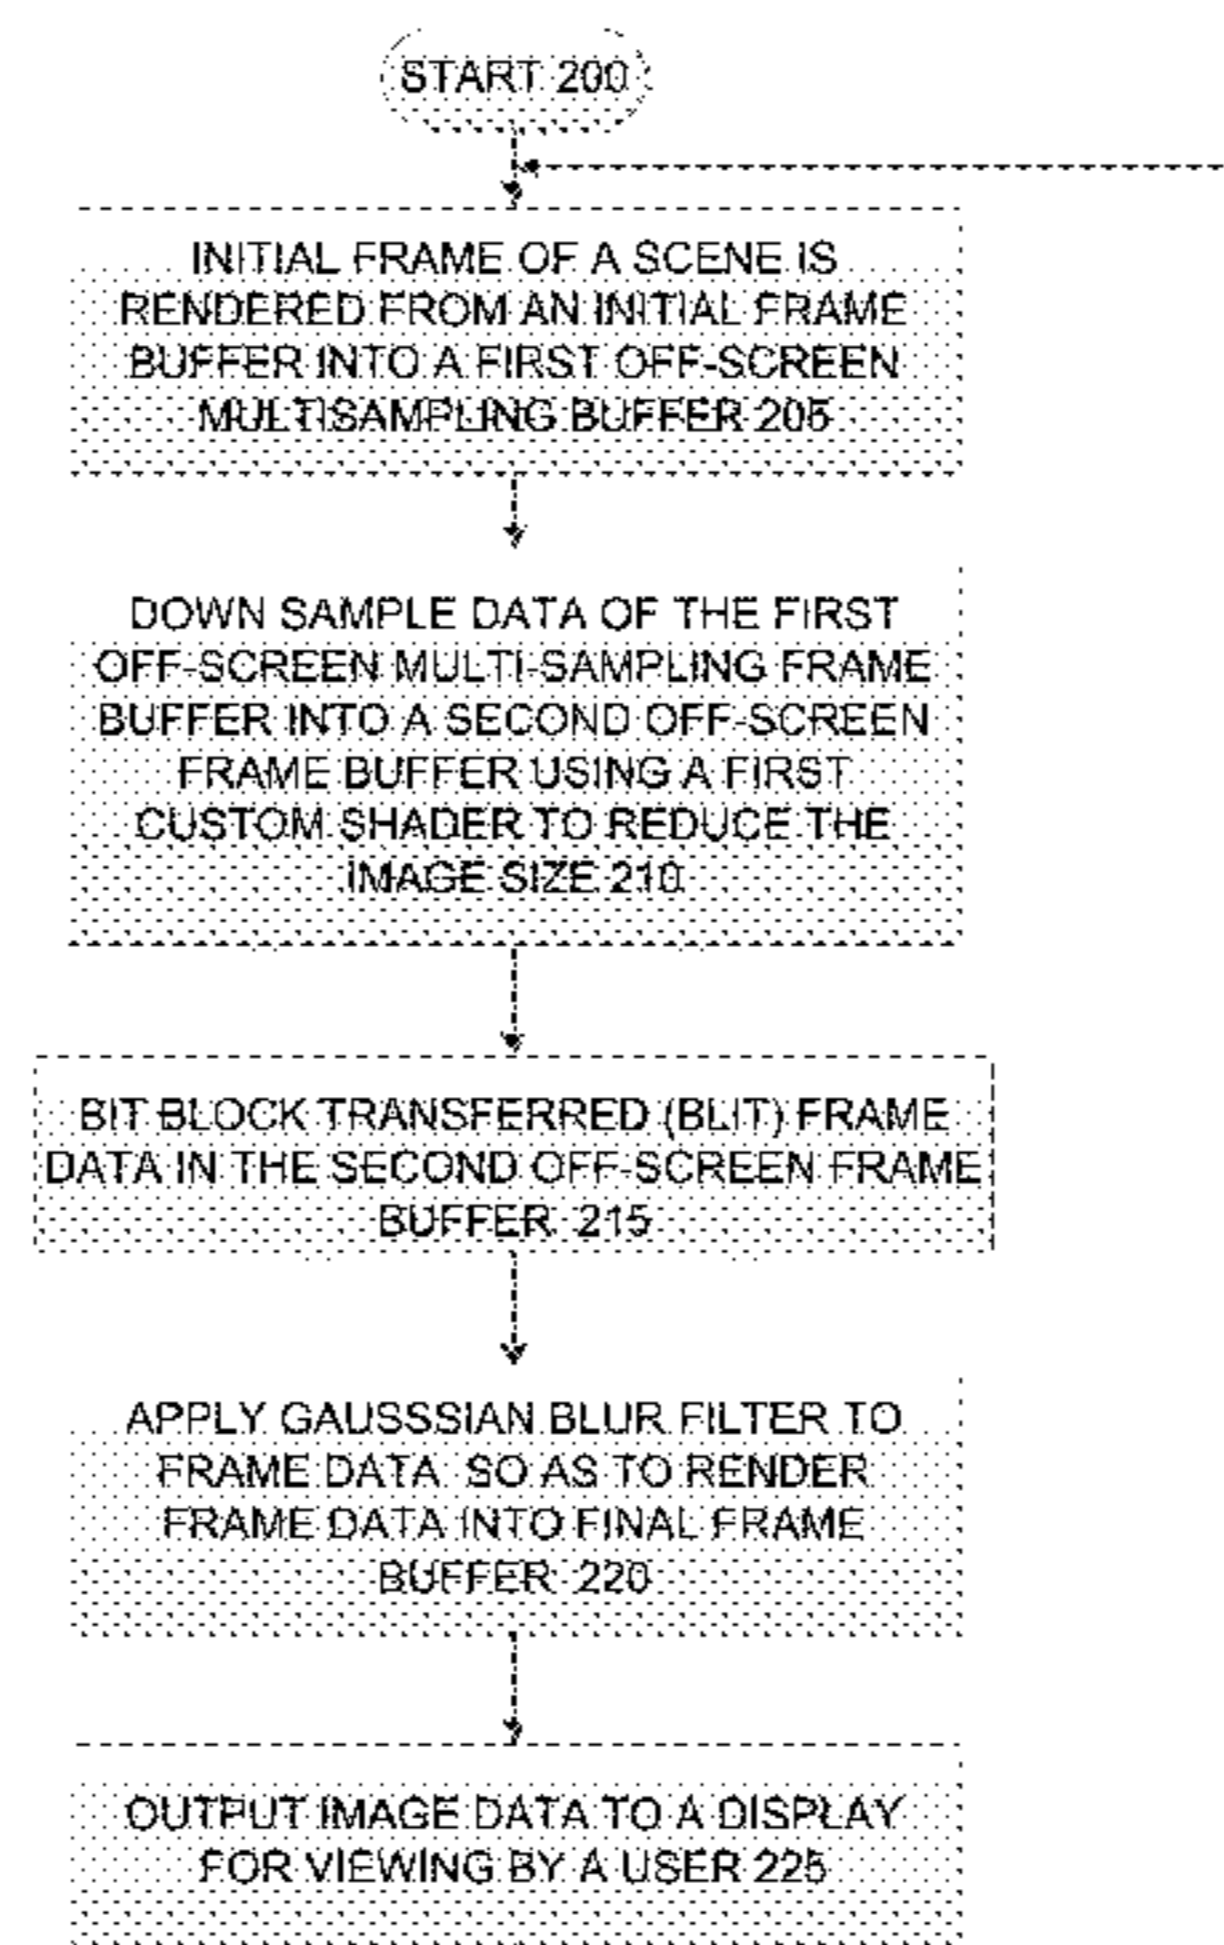 START 200
INITIAL FRAME OF A SCENE IS
RENDERED FROM AN INITIAL FRAME
BUFFER INTO A FIRST OFF-SCREEN
MULTISAMPLING BUFFER 205
DOWN SAMPLE DATA OF THE FIRST
OFF-SCREEN MULTI-SAMPLING FRAME
BUFFER INTO A SECOND OFF-SCREEN
FRAME BUFFER USING A FIRST
CUSTOM SHADER TO REDUCE THE
IMAGE SIZE 210
BIT BLOCK TRANSFERRED (BLIT) FRAME
DATA IN THE SECOND OFF-SCREEN FRAME
BUFFER 215
APPLY GAUSSSIAN BLUR FILTER TO
FRAME DATA SO AS TO RENDER
FRAME DATA INTO FINAL FRAME
BUFFER 220
OUTPUT IMAGE DATA TO A DISPLAY
FOR VIEWING BY A USER 225